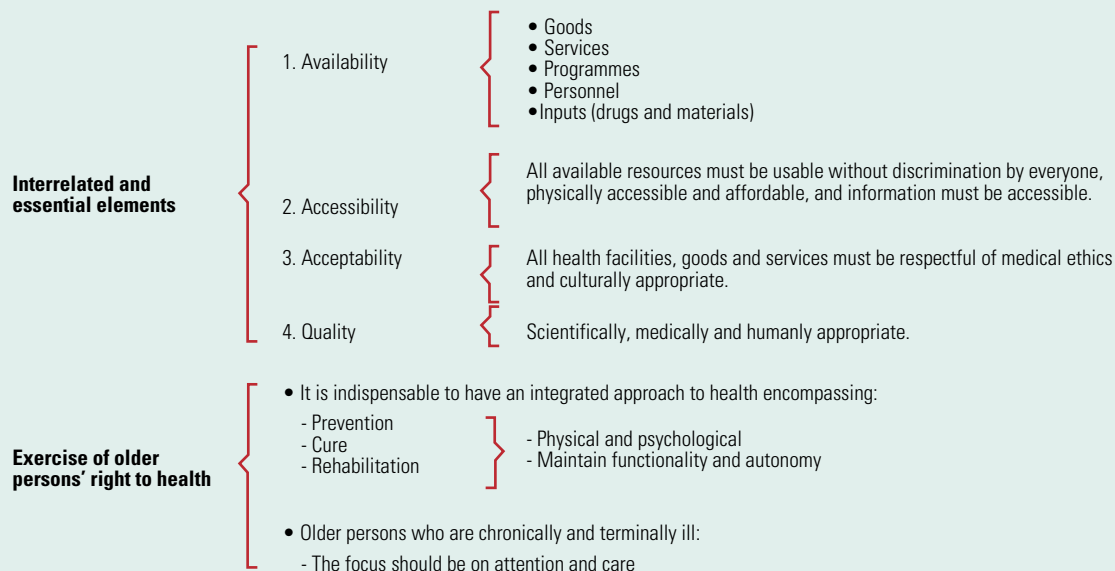 1. Availability
• Goods
• Services
• Programmes
• Personnel
•Inputs (drugs and materials)
Interrelated and
essential elements
2. Accessibility
All available resources must be usable without discrimination by everyone,
physically accessible and affordable, and information must be accessible.
3. Acceptability
All health facilities, goods and services must be respectful of medical ethics
and culturally appropriate.
4. Quality
Scientifically, medically and humanly appropriate.
Exercise of older
persons’ right to health
• It is indispensable to have an integrated approach to health encompassing:
- Prevention
- Cure
- Rehabilitation
- Physical and psychological
- Maintain functionality and autonomy
• Older persons who are chronically and terminally ill:
- The focus should be on attention and care